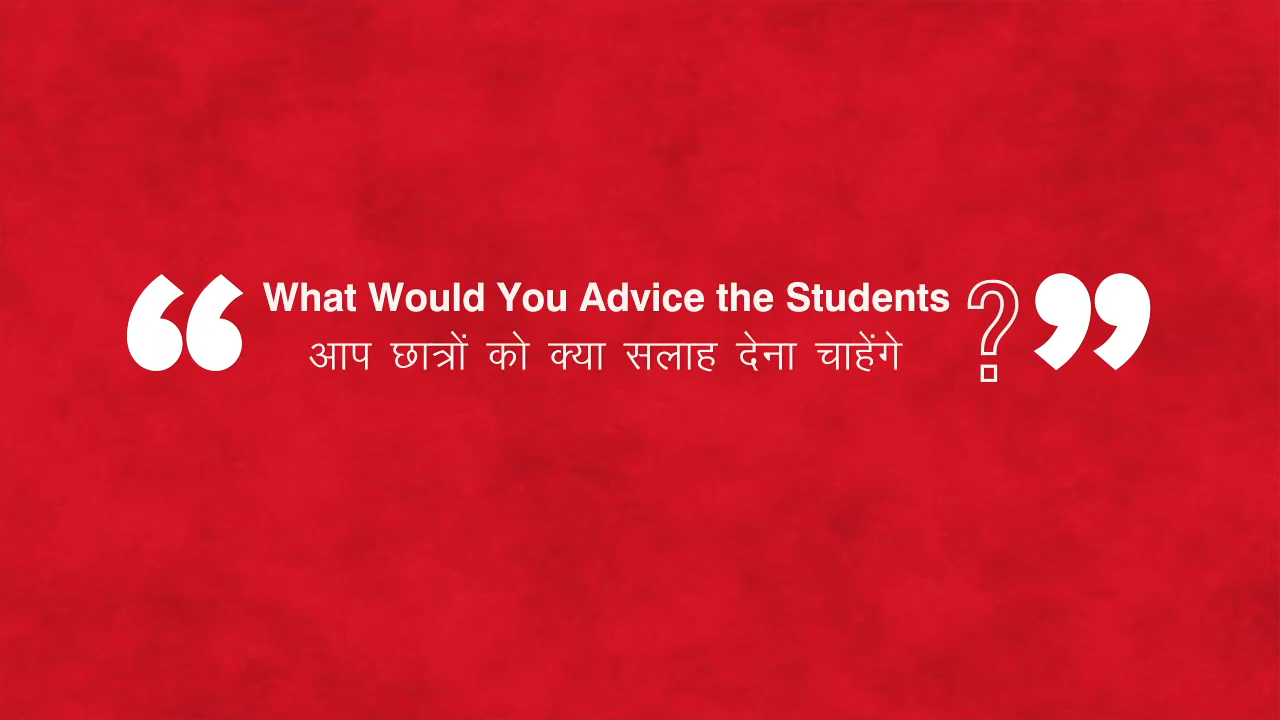 “What Would You Advice the Students?”
आप छात्रों को क्या सलाह देना चाहेंगे